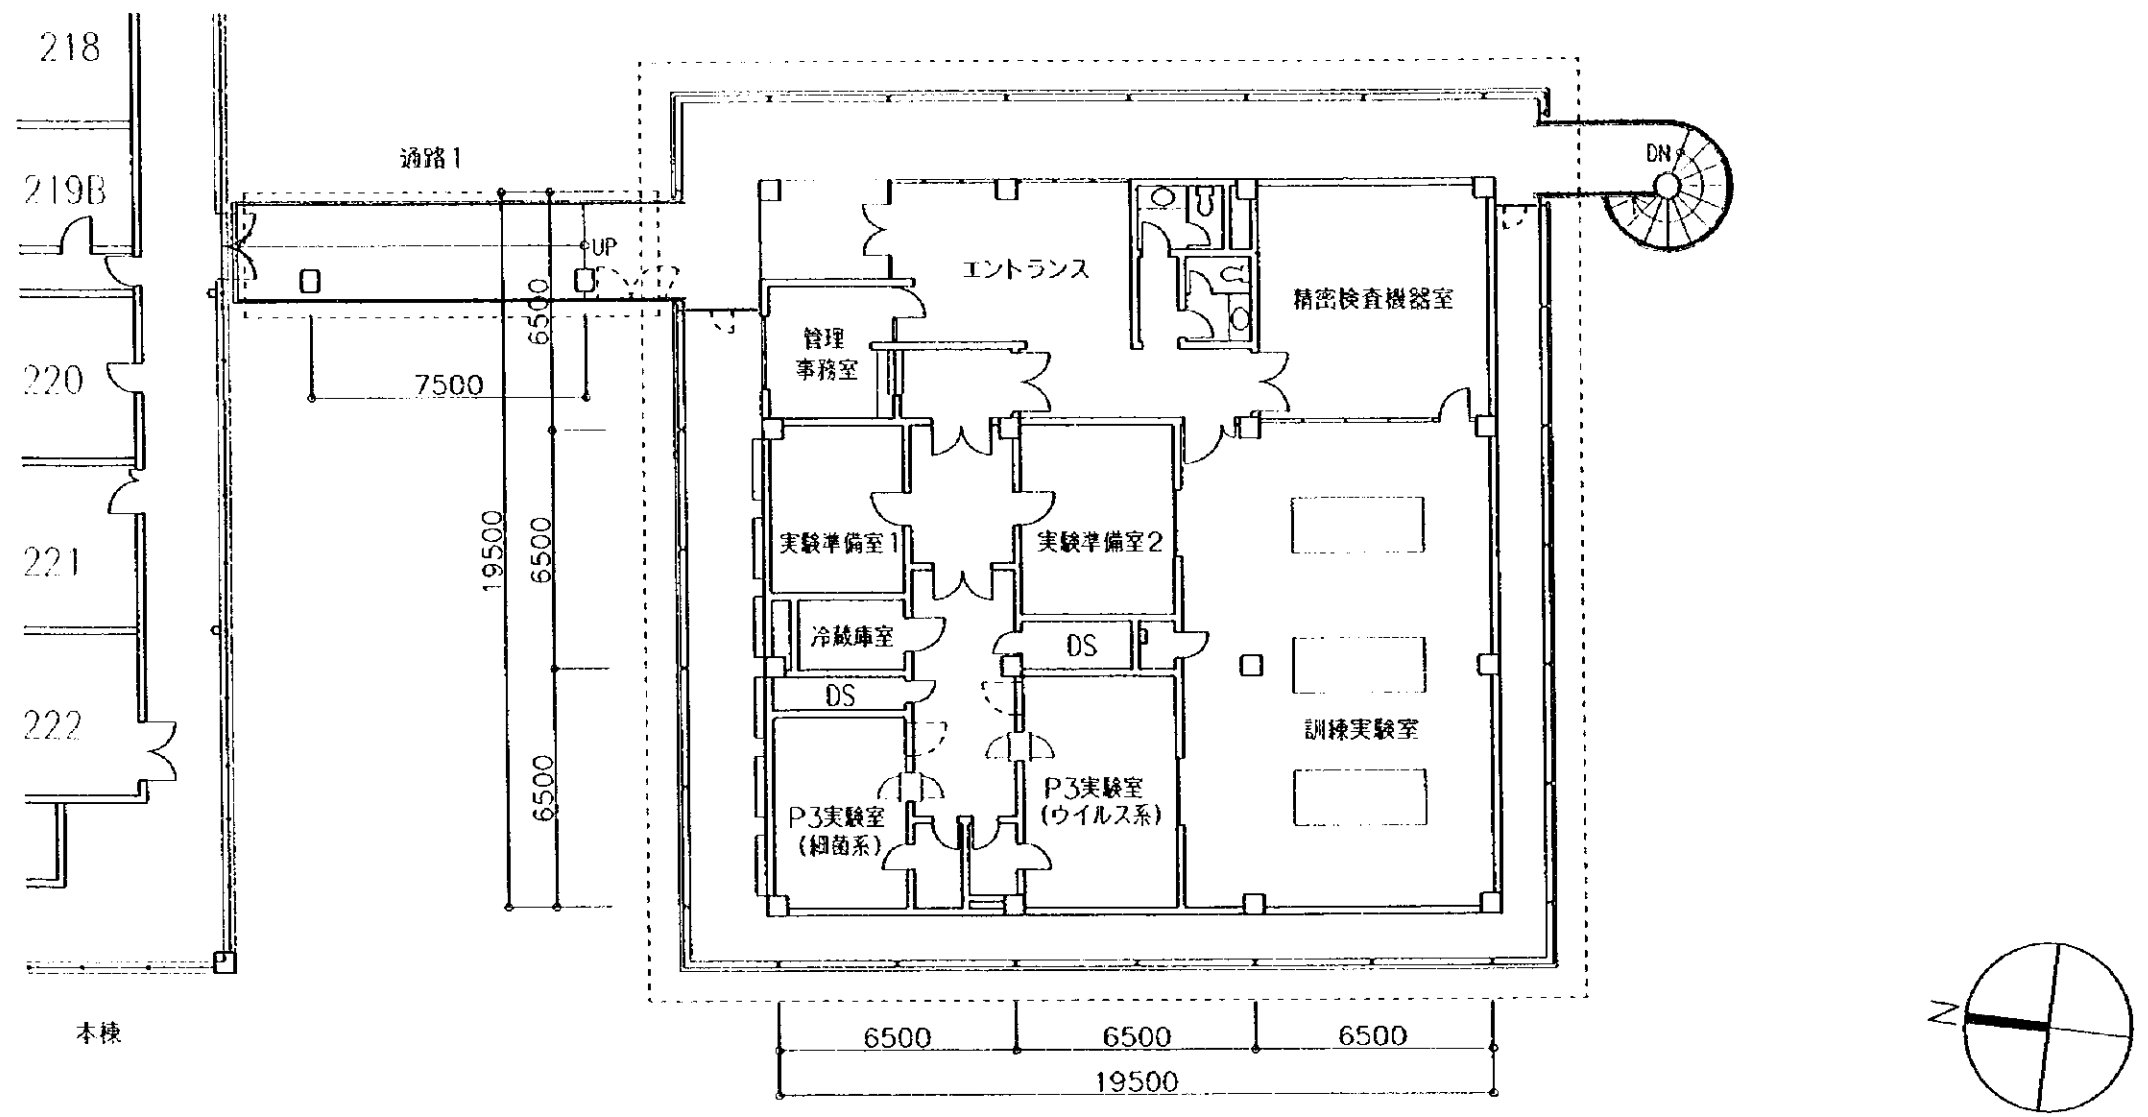 218
通路1
DN
219B
UP
エントランス
精密検査機器室
6500
管理
事務室
220
7500
19500
6500
実験準備室1
実験準備室2
221
冷蔵庫室
DS
DS
222
訓練実験室
6500
P3実験室
(細菌系)
P3実験室
(ウイルス系)
本棟
6500
6500
6500
19500
N